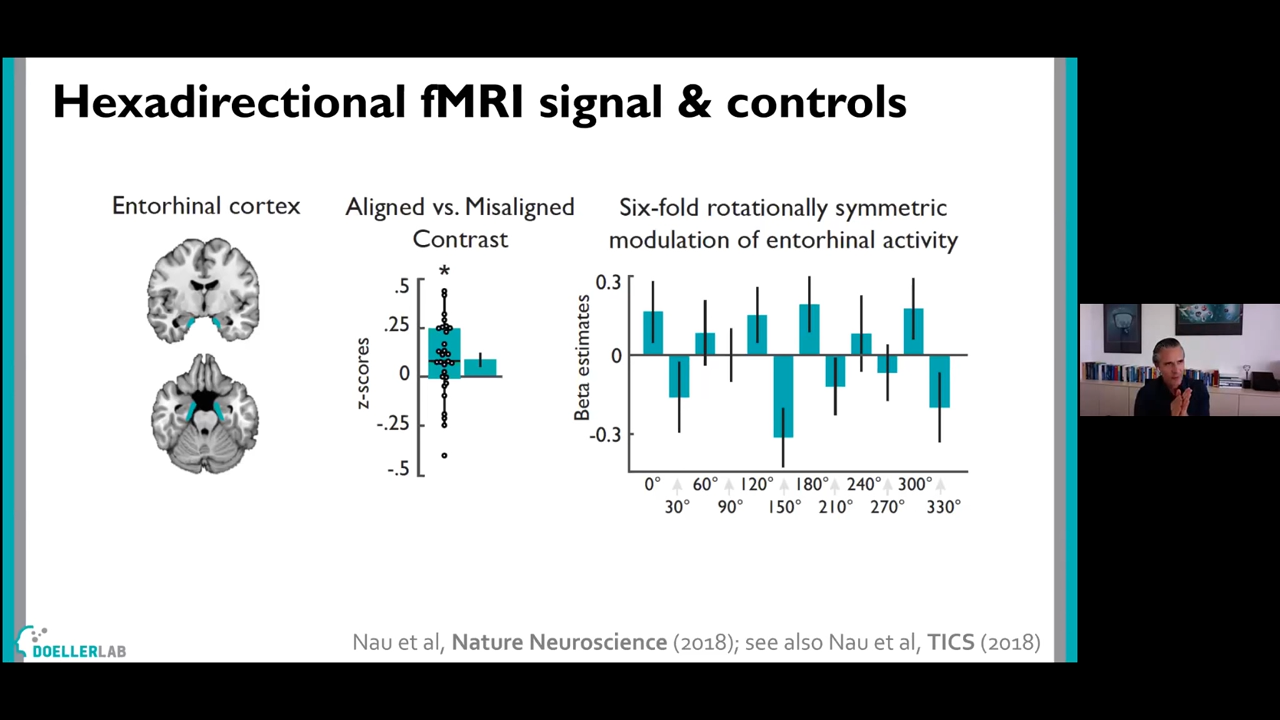 Hexadirectional fMRI signal & controls
Entorhinal cortex
Aligned vs. Misaligned
Contrast
*
.5
.25
0
-.25
-.5
z-scores
Six-fold rotationally symmetric
modulation of entorhinal activity
0.3
0
-0.3
Beta estimates
0° 60° 120° 180° 240° 300°
30° 90° 150° 210° 270° 330°
DOELLERLAB
Nau et al, Nature Neuroscience (2018); see also Nau et al, TICS (2018)